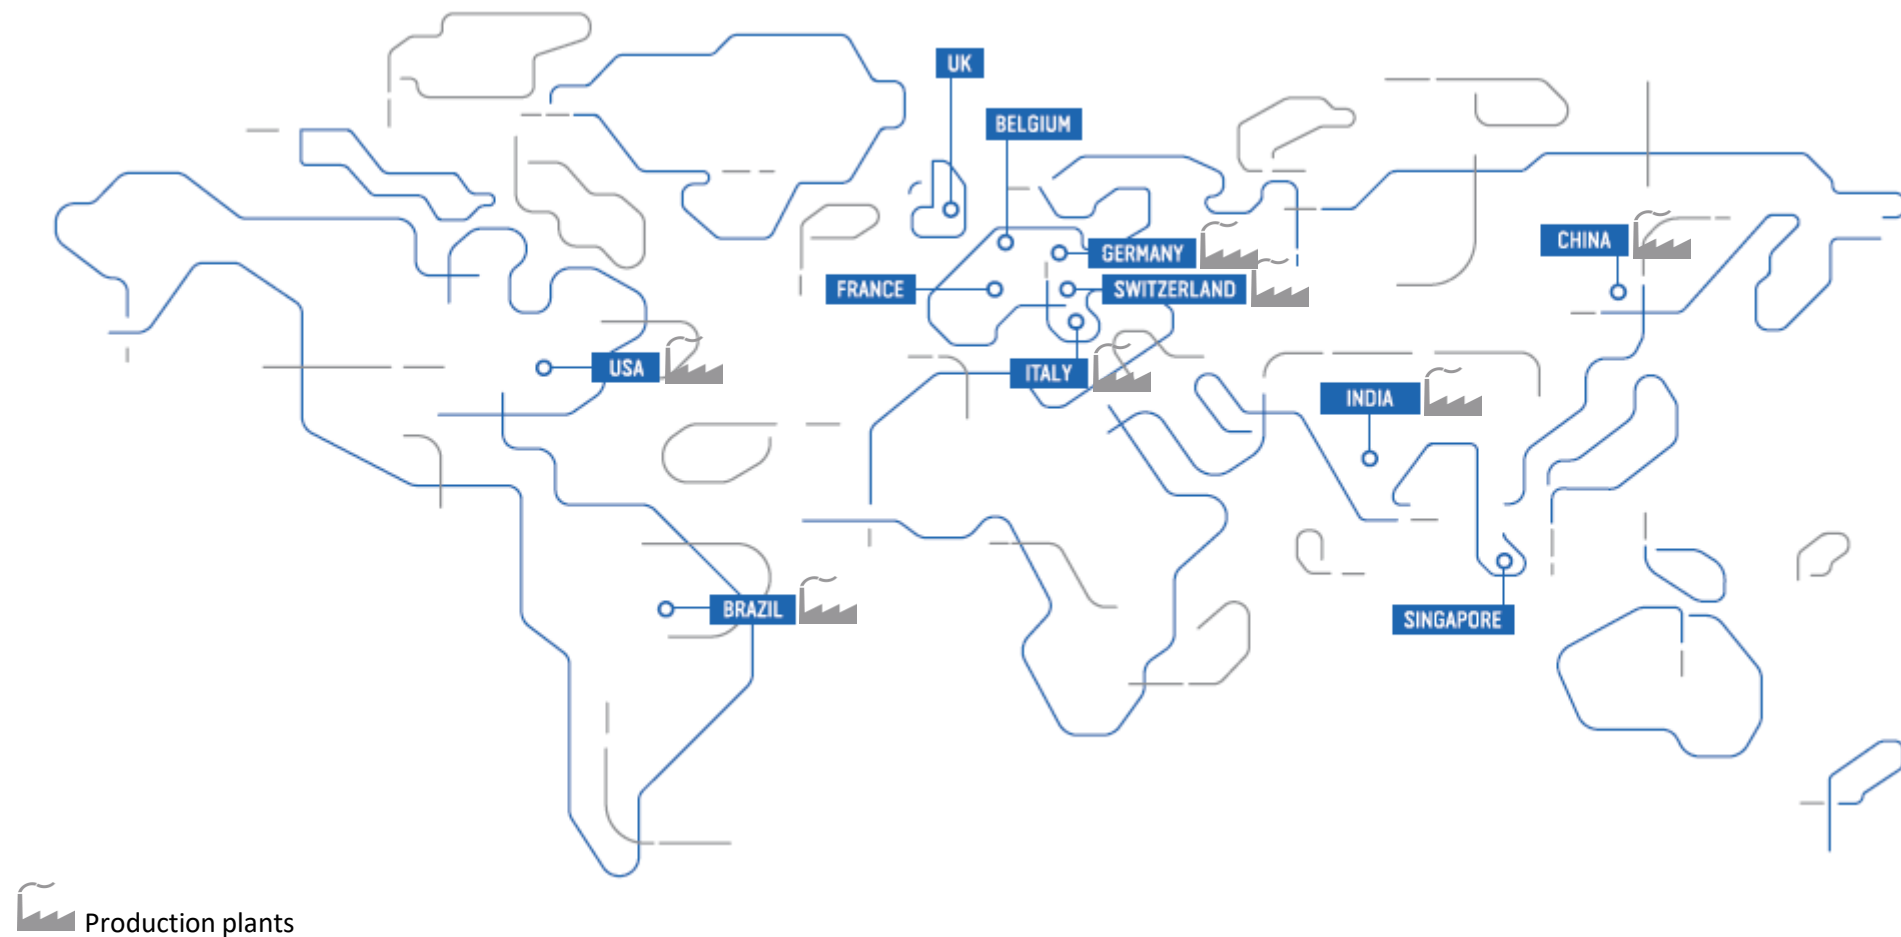 UK
BELGIUM
GERMANY
CHINA
FRANCE
SWITZERLAND
USA
ITALY
INDIA
BRAZIL
SINGAPORE
Production plants